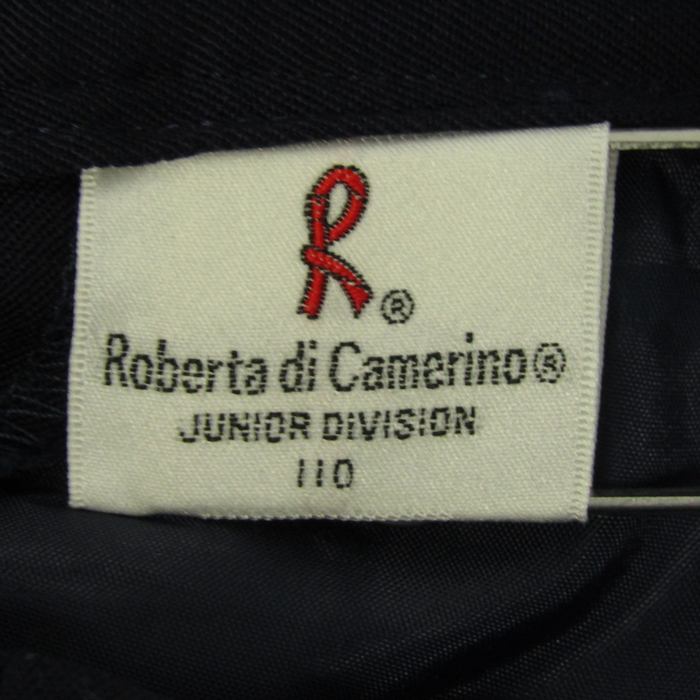 R®
Roberta di Camerino®
JUNIOR DIVISION
110